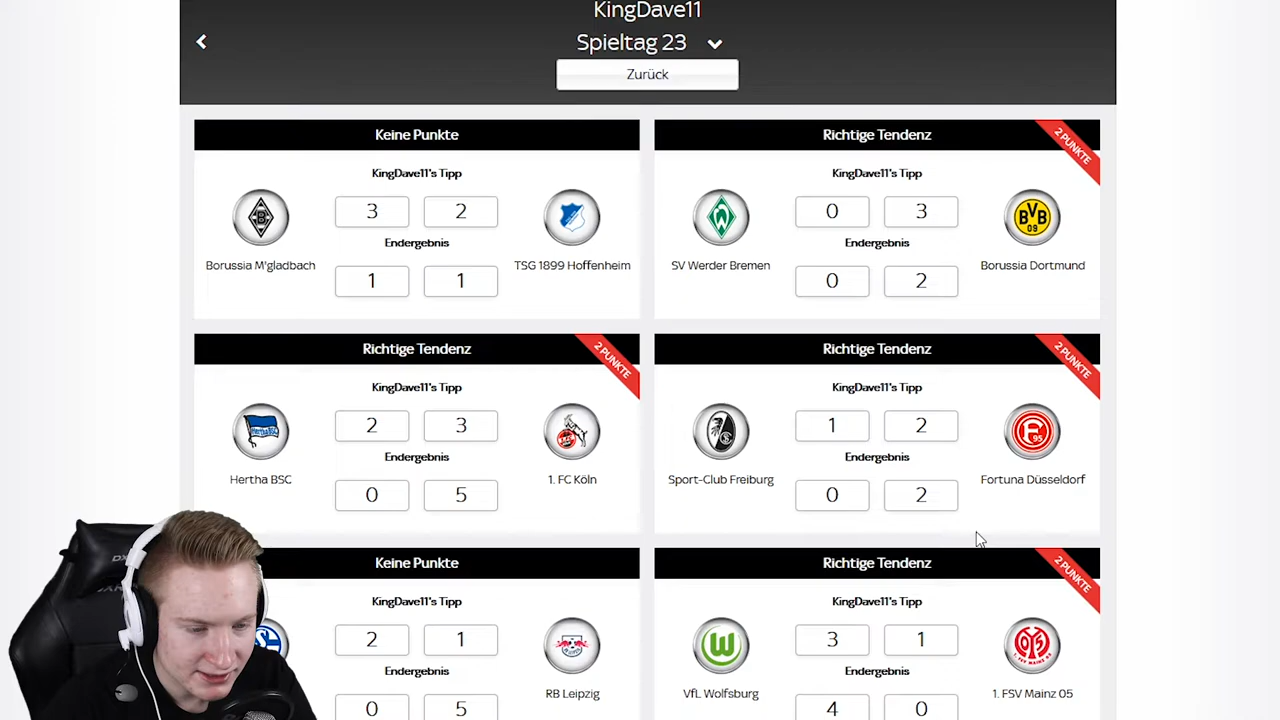 KingDave11
Spieltag 23
Zurück
Keine Punkte
KingDave11's Tipp
3 2
Endergebnis
Borussia M'gladbach
TSG 1899 Hoffenheim
1 1
Richtige Tendenz
2 PUNKTE
KingDave11's Tipp
0 3
BVB
09
Endergebnis
SV Werder Bremen
Borussia Dortmund
0 2
Richtige Tendenz
2 PUNKTE
KingDave11's Tipp
2 3
Endergebnis
Hertha BSC
1. FC Köln
0 5
Richtige Tendenz
2 PUNKTE
KingDave11's Tipp
1 2
F95
Endergebnis
Sport-Club Freiburg
Fortuna Düsseldorf
0 2
Keine Punkte
KingDave11's Tipp
2 1
Endergebnis
RB Leipzig
0 5
Richtige Tendenz
2 PUNKTE
KingDave11's Tipp
3 1
W
Endergebnis
VfL Wolfsburg
1. FSV Mainz 05
4 0